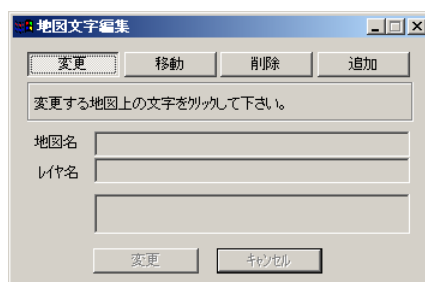 地図文字編集
変更 移動 削除 追加
変更する地図上の文字をｸﾘｯｸして下さい。
地図名
ﾚｲﾔ名
変更 ｷｬﾝｾﾙ